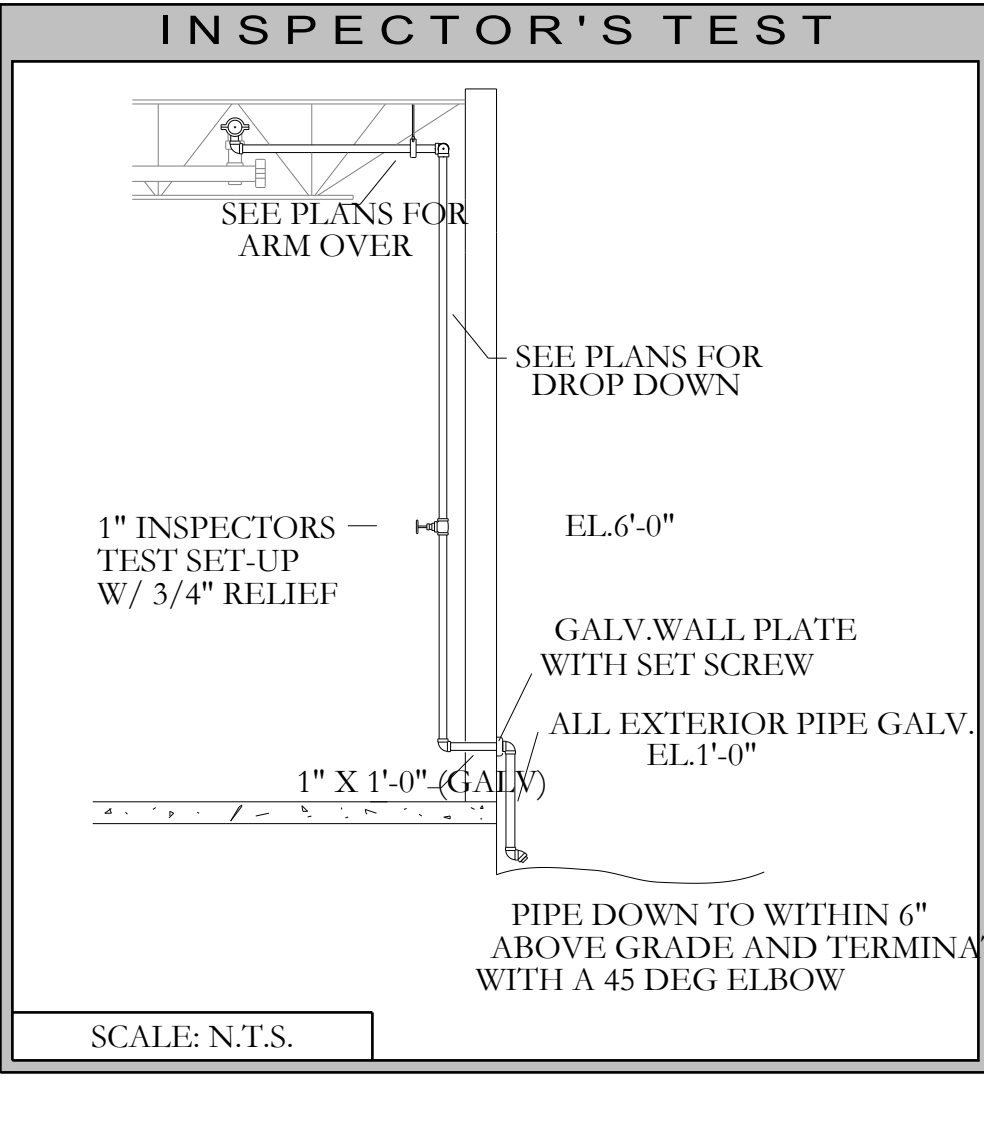 INSPECTOR'S TEST
SEE PLANS FOR
ARM OVER
SEE PLANS FOR
DROP DOWN
1" INSPECTORS
TEST SET-UP
W/ 3/4" RELIEF
EL.6'-0"
GALV.WALL PLATE
WITH SET SCREW
ALL EXTERIOR PIPE GALV.
EL.1'-0"
1" X 1'-0" (GALV)
PIPE DOWN TO WITHIN 6"
ABOVE GRADE AND TERMINAT
WITH A 45 DEG ELBOW
SCALE: N.T.S.